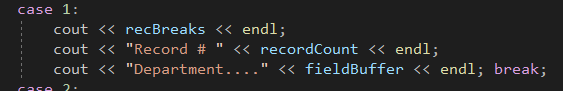 case 1:
cout << recBreaks << endl;
cout << "Record # " << recordCount << endl;
cout << "Department...." << fieldBuffer << endl; break;
case 2: